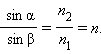 sin α / sin β = n₂ / n₁ = n.